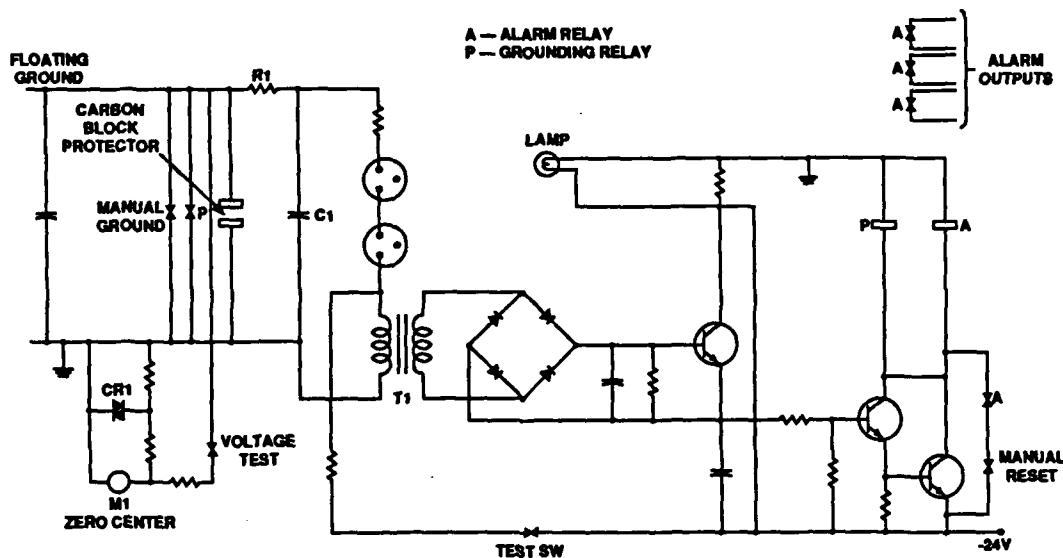 A — ALARM RELAY
P — GROUNDING RELAY
A
A
A
ALARM
OUTPUTS
FLOATING
GROUND
R1
CARBON
BLOCK
PROTECTOR
LAMP
MANUAL
GROUND
P
C1
P
A
T1
CR1
VOLTAGE
TEST
M1
ZERO CENTER
A
MANUAL
RESET
TEST SW
-24V